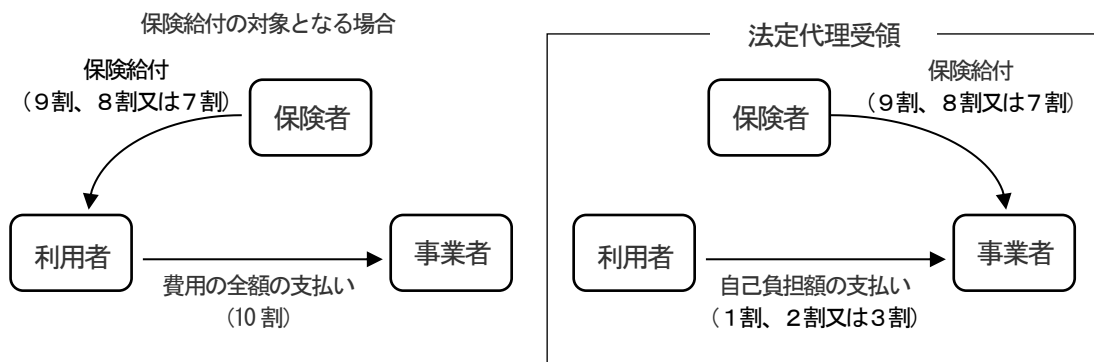 保険給付の対象となる場合
保険給付
（９割、８割又は７割）
保険者
利用者
事業者
費用の全額の支払い
（10 割）
法定代理受領
保険給付
（９割、８割又は７割）
保険者
利用者
事業者
自己負担額の支払い
（１割、２割又は３割）